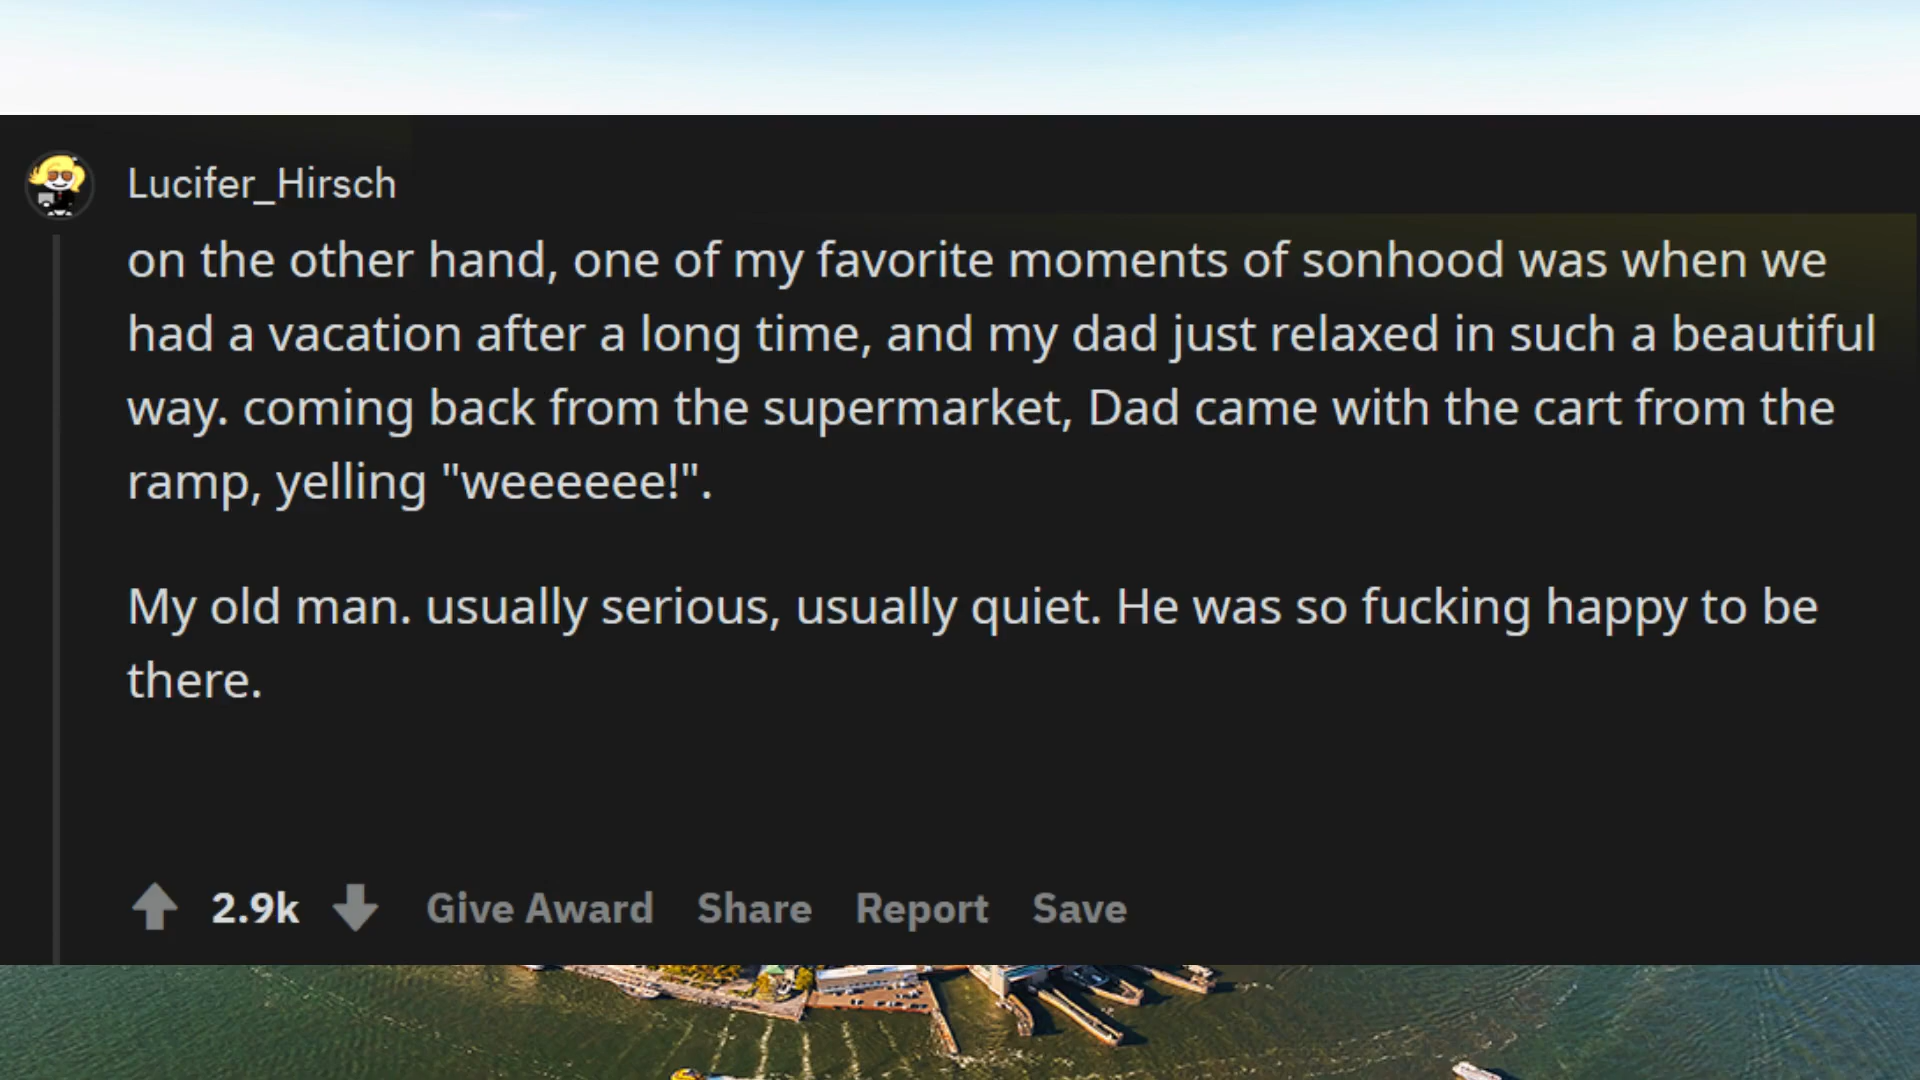 Lucifer_Hirsch
on the other hand, one of my favorite moments of sonhood was when we
had a vacation after a long time, and my dad just relaxed in such a beautiful
way. coming back from the supermarket, Dad came with the cart from the
ramp, yelling "weeeeee!".
My old man. usually serious, usually quiet. He was so fucking happy to be
there.
2.9k Give Award Share Report Save